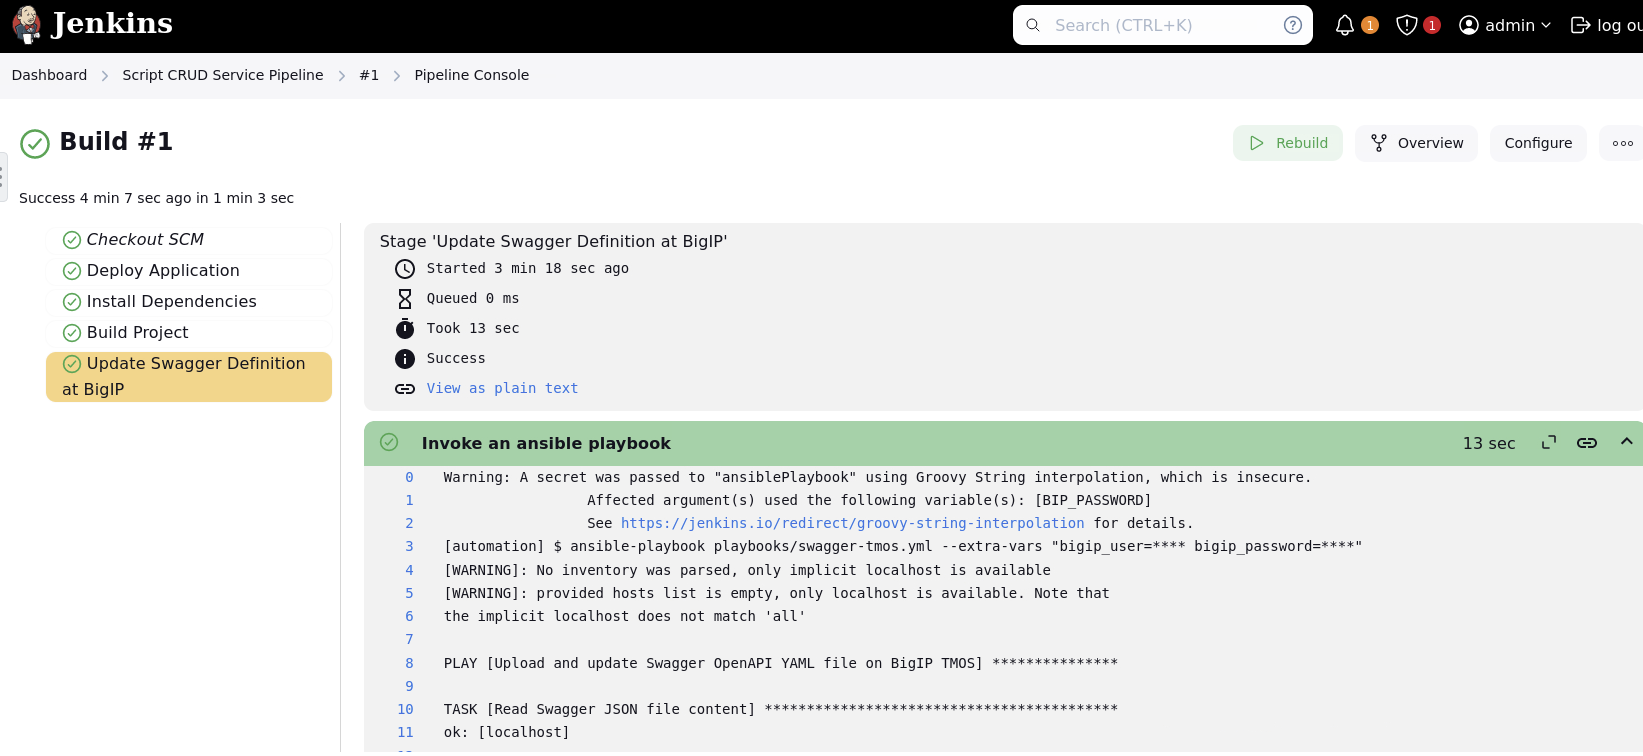 Jenkins
Search (CTRL+K)
1
1
admin
log ou
Dashboard
Script CRUD Service Pipeline
#1
Pipeline Console
Build #1
Rebuild
Overview
Configure
Success 4 min 7 sec ago in 1 min 3 sec
Checkout SCM
Deploy Application
Install Dependencies
Build Project
Update Swagger Definition
at BigIP
Stage 'Update Swagger Definition at BigIP'
Started 3 min 18 sec ago
Queued 0 ms
Took 13 sec
Success
View as plain text
Invoke an ansible playbook
13 sec
0 Warning: A secret was passed to "ansiblePlaybook" using Groovy String interpolation, which is insecure.
1 Affected argument(s) used the following variable(s): [BIP_PASSWORD]
2 See https://jenkins.io/redirect/groovy-string-interpolation for details.
3 [automation] $ ansible-playbook playbooks/swagger-tmos.yml --extra-vars "bigip_user=**** bigip_password=****"
4 [WARNING]: No inventory was parsed, only implicit localhost is available
5 [WARNING]: provided hosts list is empty, only localhost is available. Note that
6 the implicit localhost does not match 'all'
7
8 PLAY [Upload and update Swagger OpenAPI YAML file on BigIP TMOS] ***************
9
10 TASK [Read Swagger JSON file content] ******************************************
11 ok: [localhost]